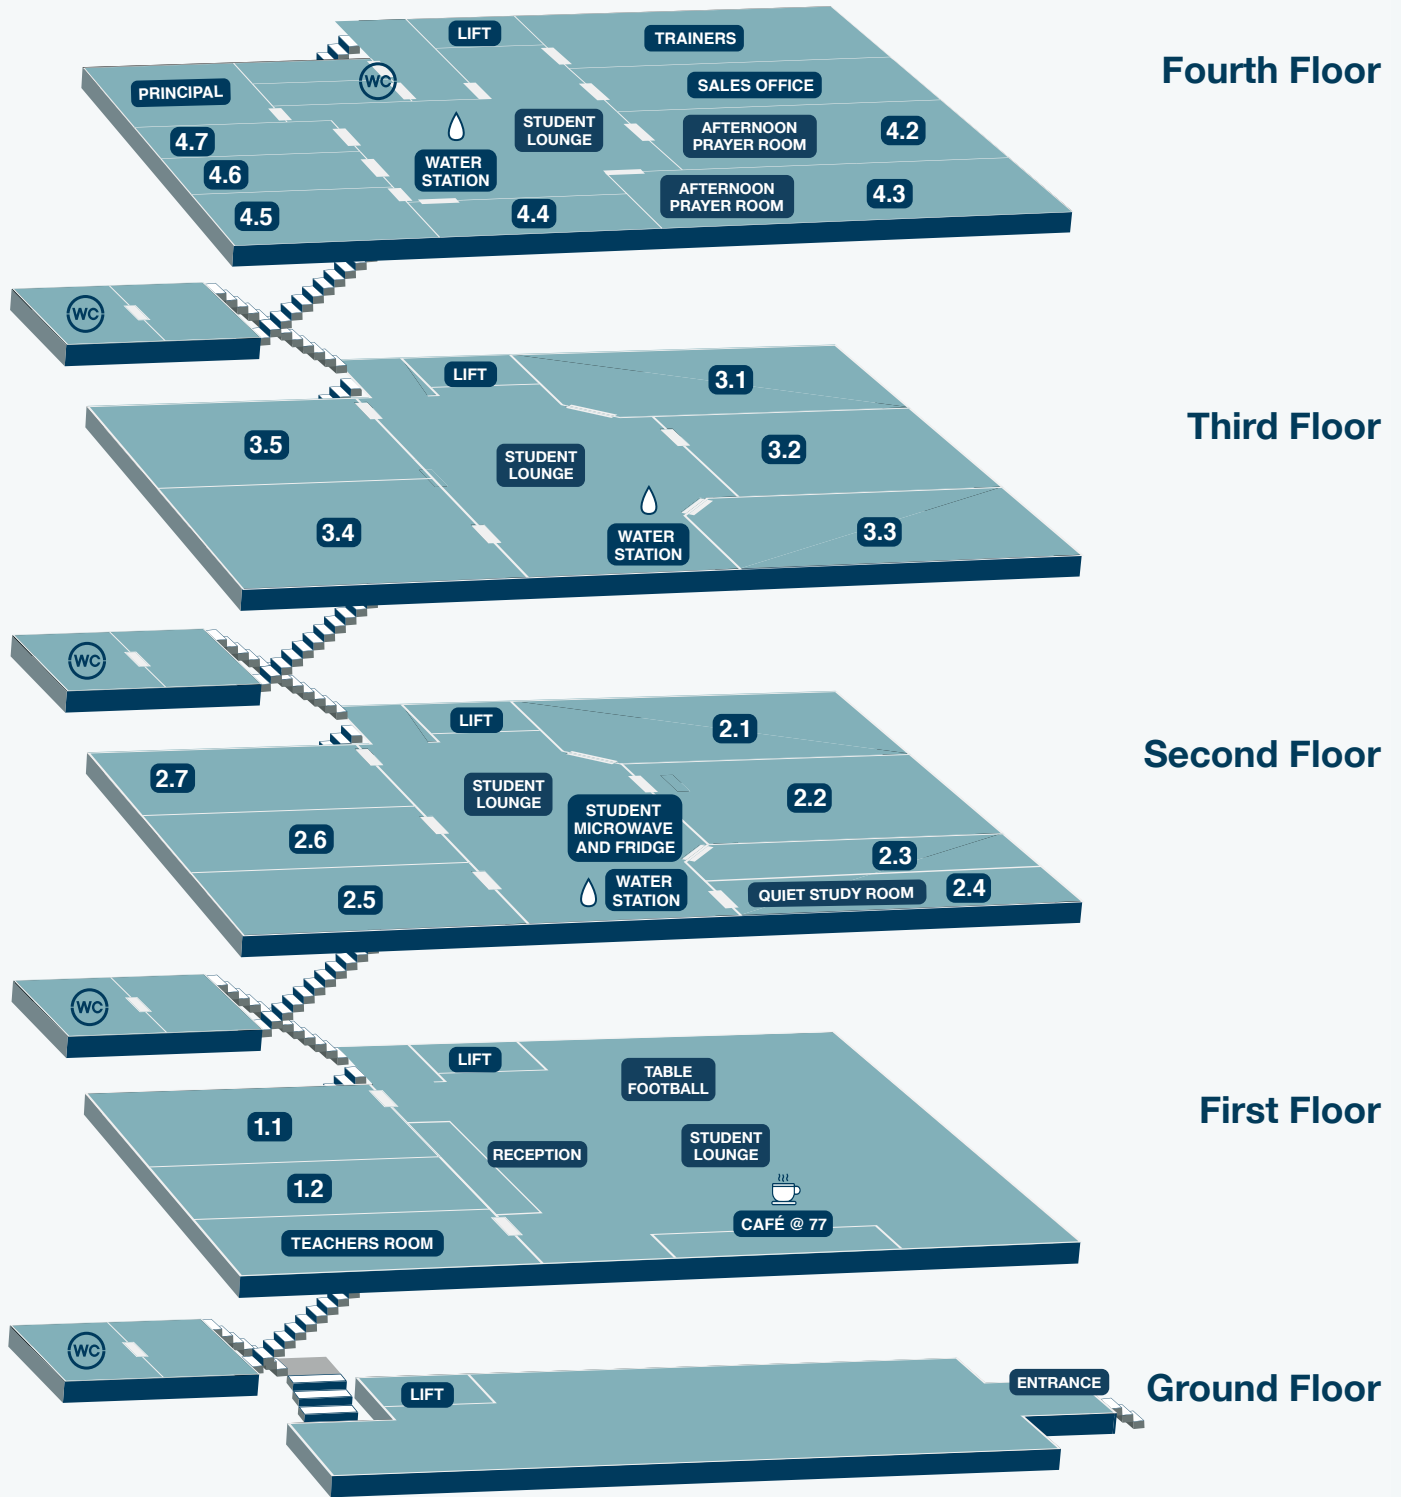 LIFT
TRAINERS
Fourth Floor
PRINCIPAL
WC
SALES OFFICE
STUDENT
LOUNGE
AFTERNOON
PRAYER ROOM
4.2
4.7
WATER
STATION
4.6
AFTERNOON
PRAYER ROOM
4.3
4.5
4.4
WC
LIFT
3.1
Third Floor
3.5
STUDENT
LOUNGE
3.2
3.4
WATER
STATION
3.3
WC
LIFT
2.1
Second Floor
2.7
STUDENT
LOUNGE
STUDENT
MICROWAVE
AND FRIDGE
2.2
2.6
2.3
2.5
WATER
STATION
QUIET STUDY ROOM
2.4
WC
LIFT
TABLE
FOOTBALL
First Floor
1.1
RECEPTION
STUDENT
LOUNGE
1.2
CAFÉ @ 77
TEACHERS ROOM
WC
LIFT
ENTRANCE
Ground Floor